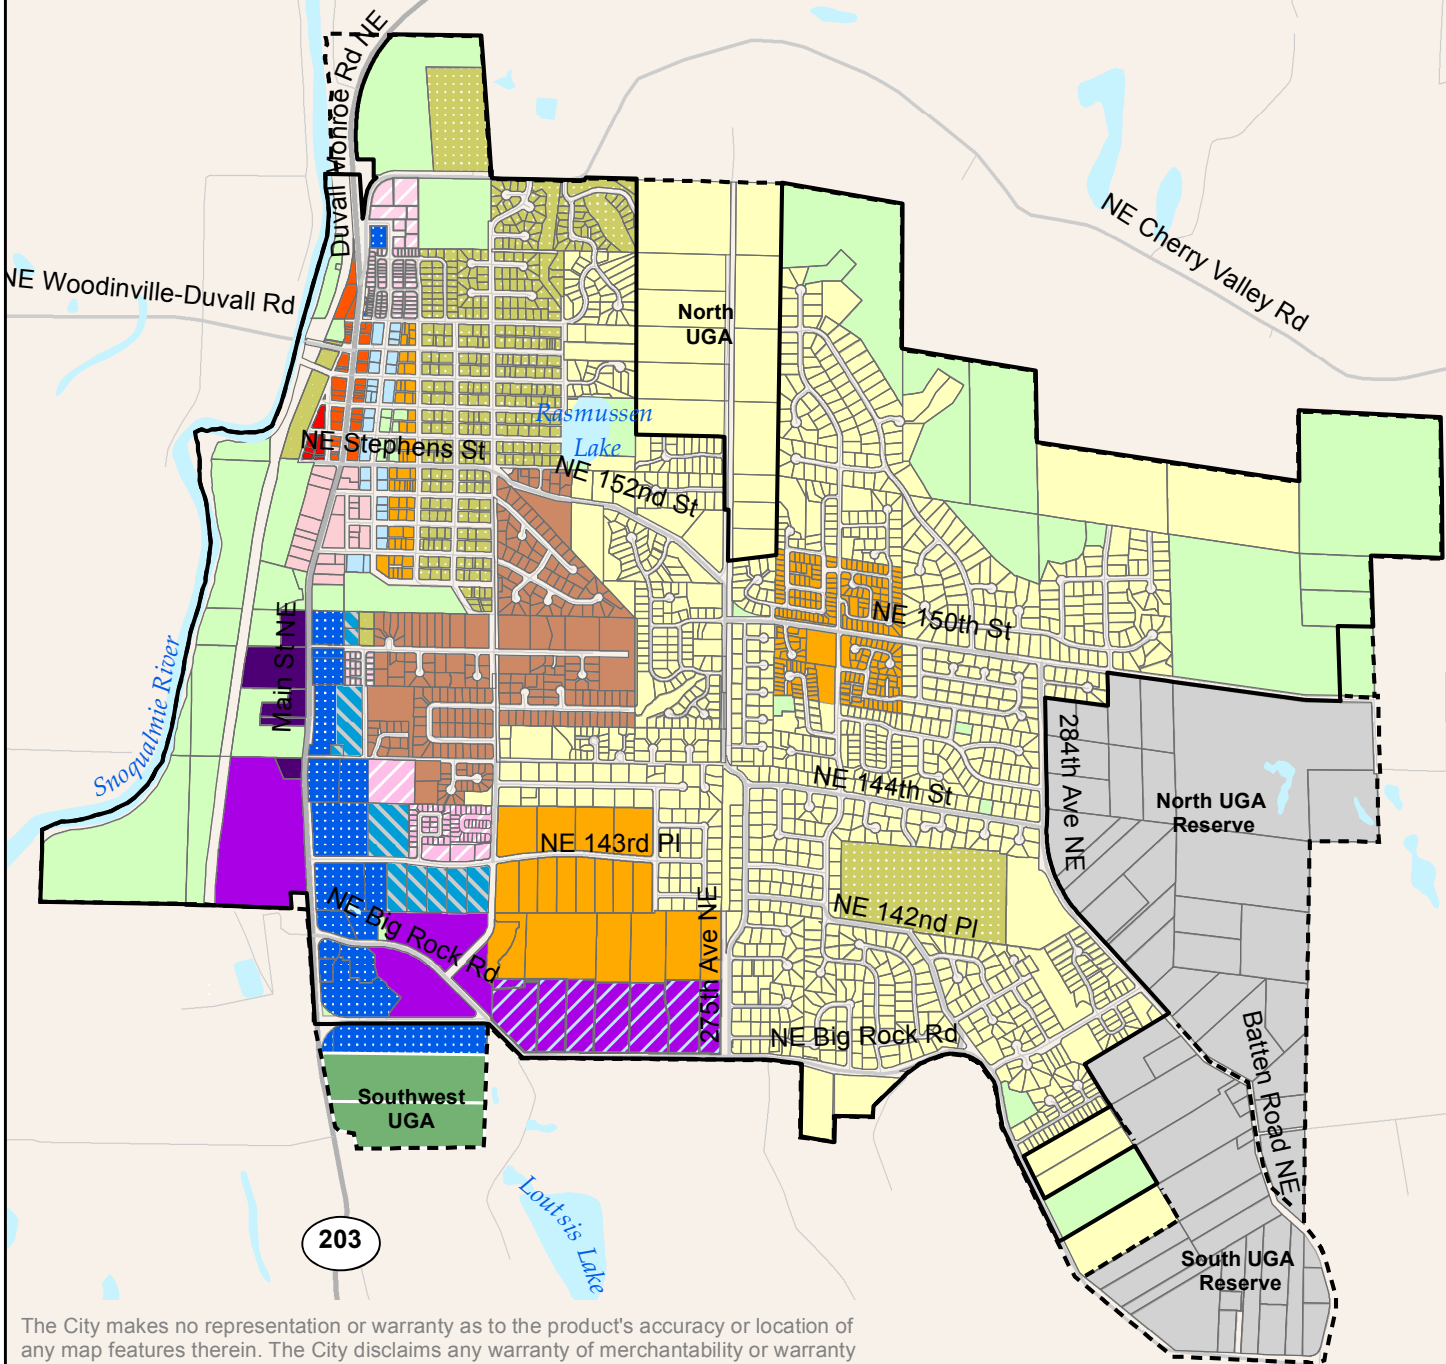 Duvall Monroe Rd NE
NE Cherry Valley Rd
NE Woodinville-Duvall Rd
North
UGA
Rasmussen
Lake
NE Stephens St
NE 152nd St
NE 150th St
Main St NE
Snoqualmie River
284th Ave NE
NE 144th St
North UGA
Reserve
NE 143rd Pl
NE Big Rock Rd
275th Ave NE
NE 142nd Pl
NE Big Rock Rd
Batten Road NE
Southwest
UGA
Loutsis Lake
203
South UGA
Reserve
The City makes no representation or warranty as to the product's accuracy or location of
any map features therein. The City disclaims any warranty of merchantability or warranty